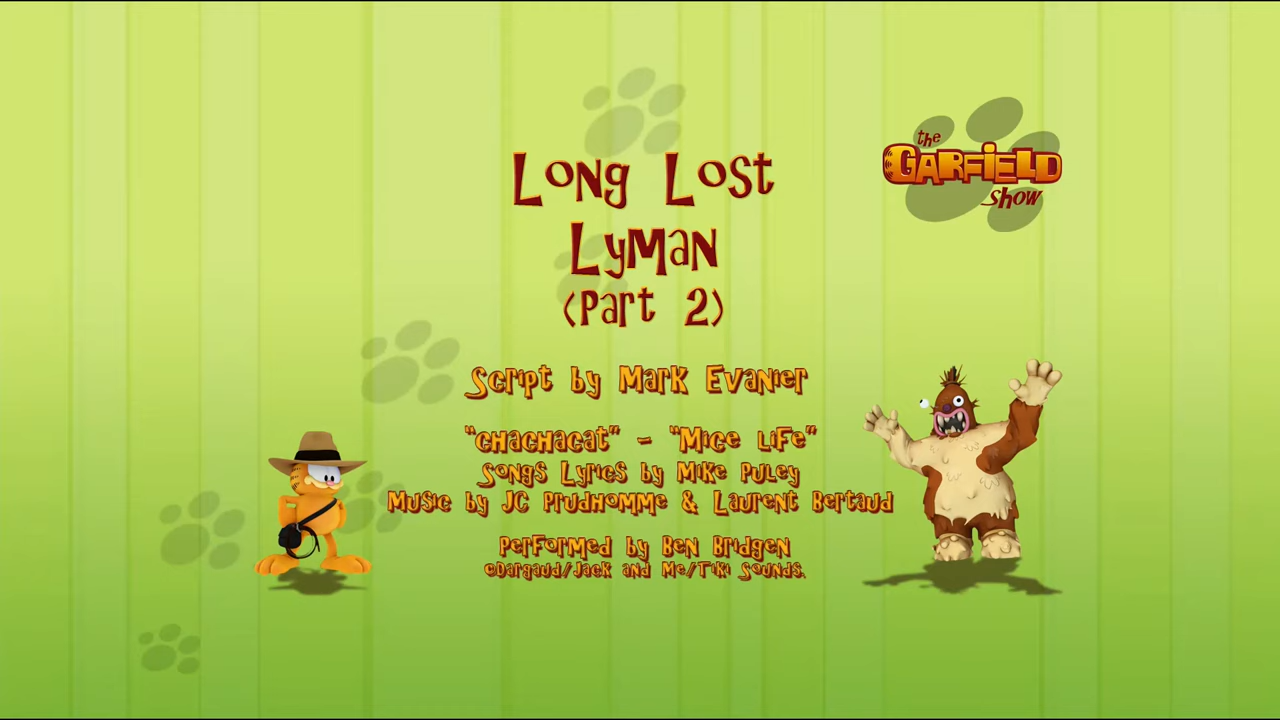 Long Lost
Lyman
(Part 2)
the
GARFIELD
show
Script by Mark Evanier
"chachacat" - "Mice life"
Songs Lyrics by Mike Puley
Music by JC Prudhomme & Laurent Bertaud
Performed by Ben Bridgen
©Dargaud/Jack and Me/Tiki Sounds.